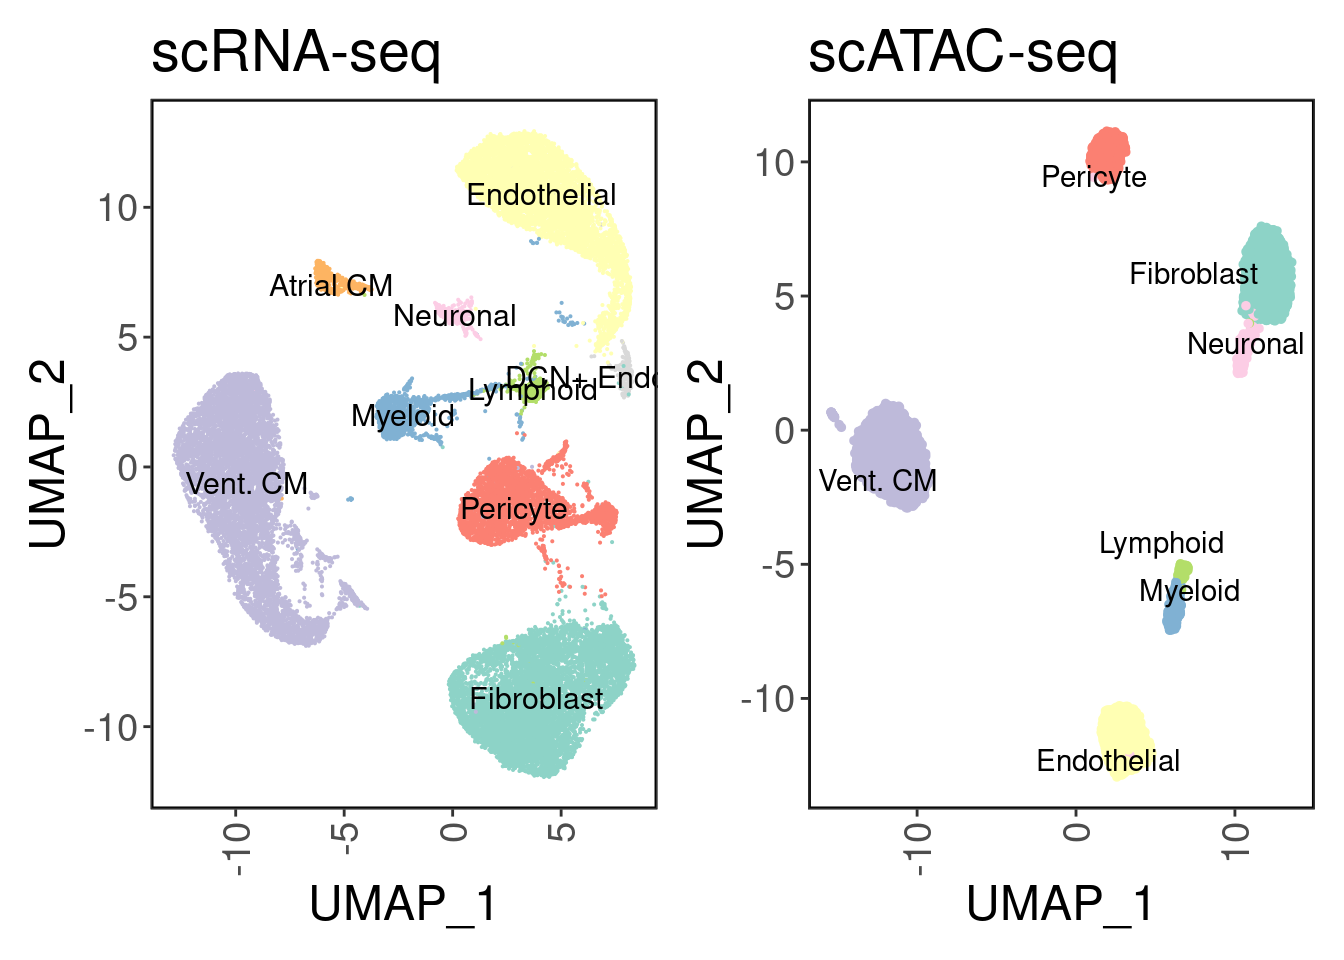 scRNA-seq
10
5
0
-5
-10
UMAP_2
Endothelial
Atrial CM
Neuronal
DCN+ Endo
Lymphoid
Myeloid
Vent. CM
Pericyte
Fibroblast
-10
-5
0
5
UMAP_1
scATAC-seq
10
5
0
-5
-10
UMAP_2
Pericyte
Fibroblast
Neuronal
Vent. CM
Lymphoid
Myeloid
Endothelial
-10
0
10
UMAP_1